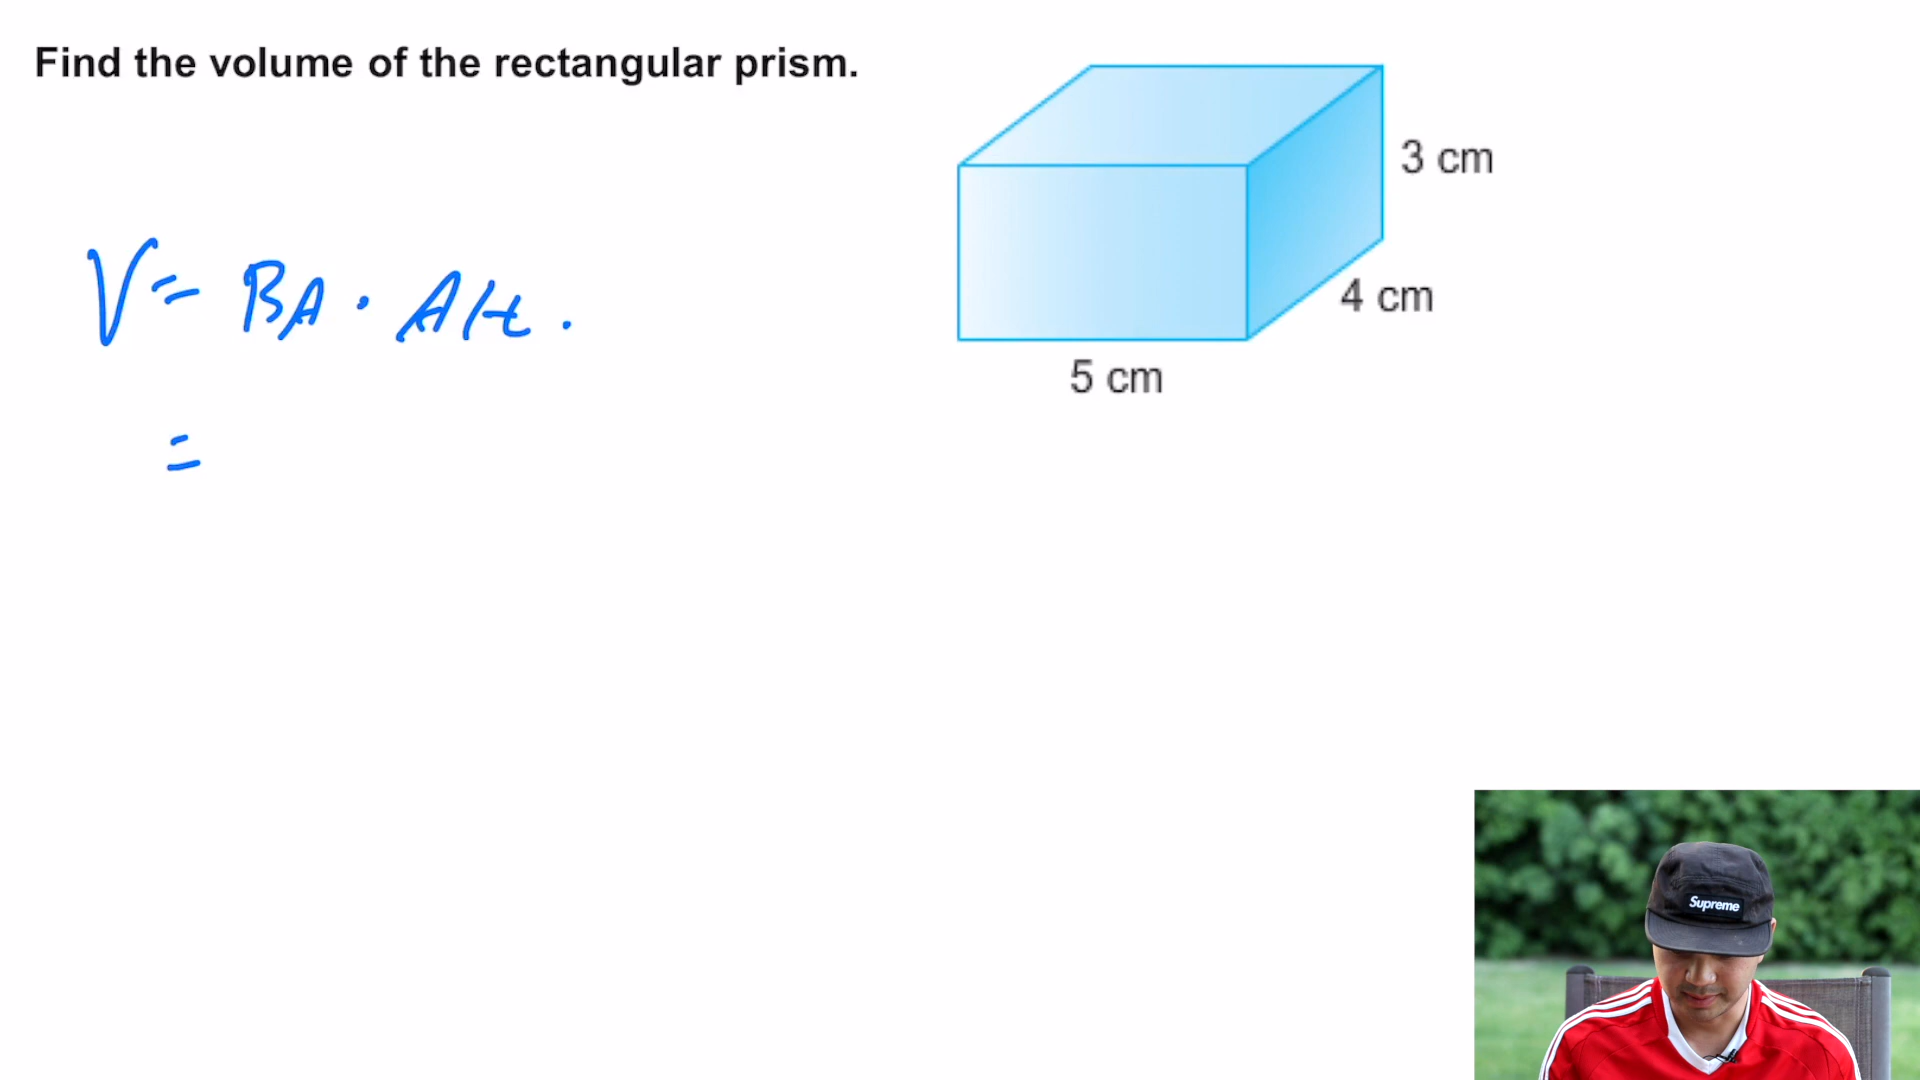 Find the volume of the rectangular prism.
3 cm
V= BA · Alt.
4 cm
5 cm
=
Supreme